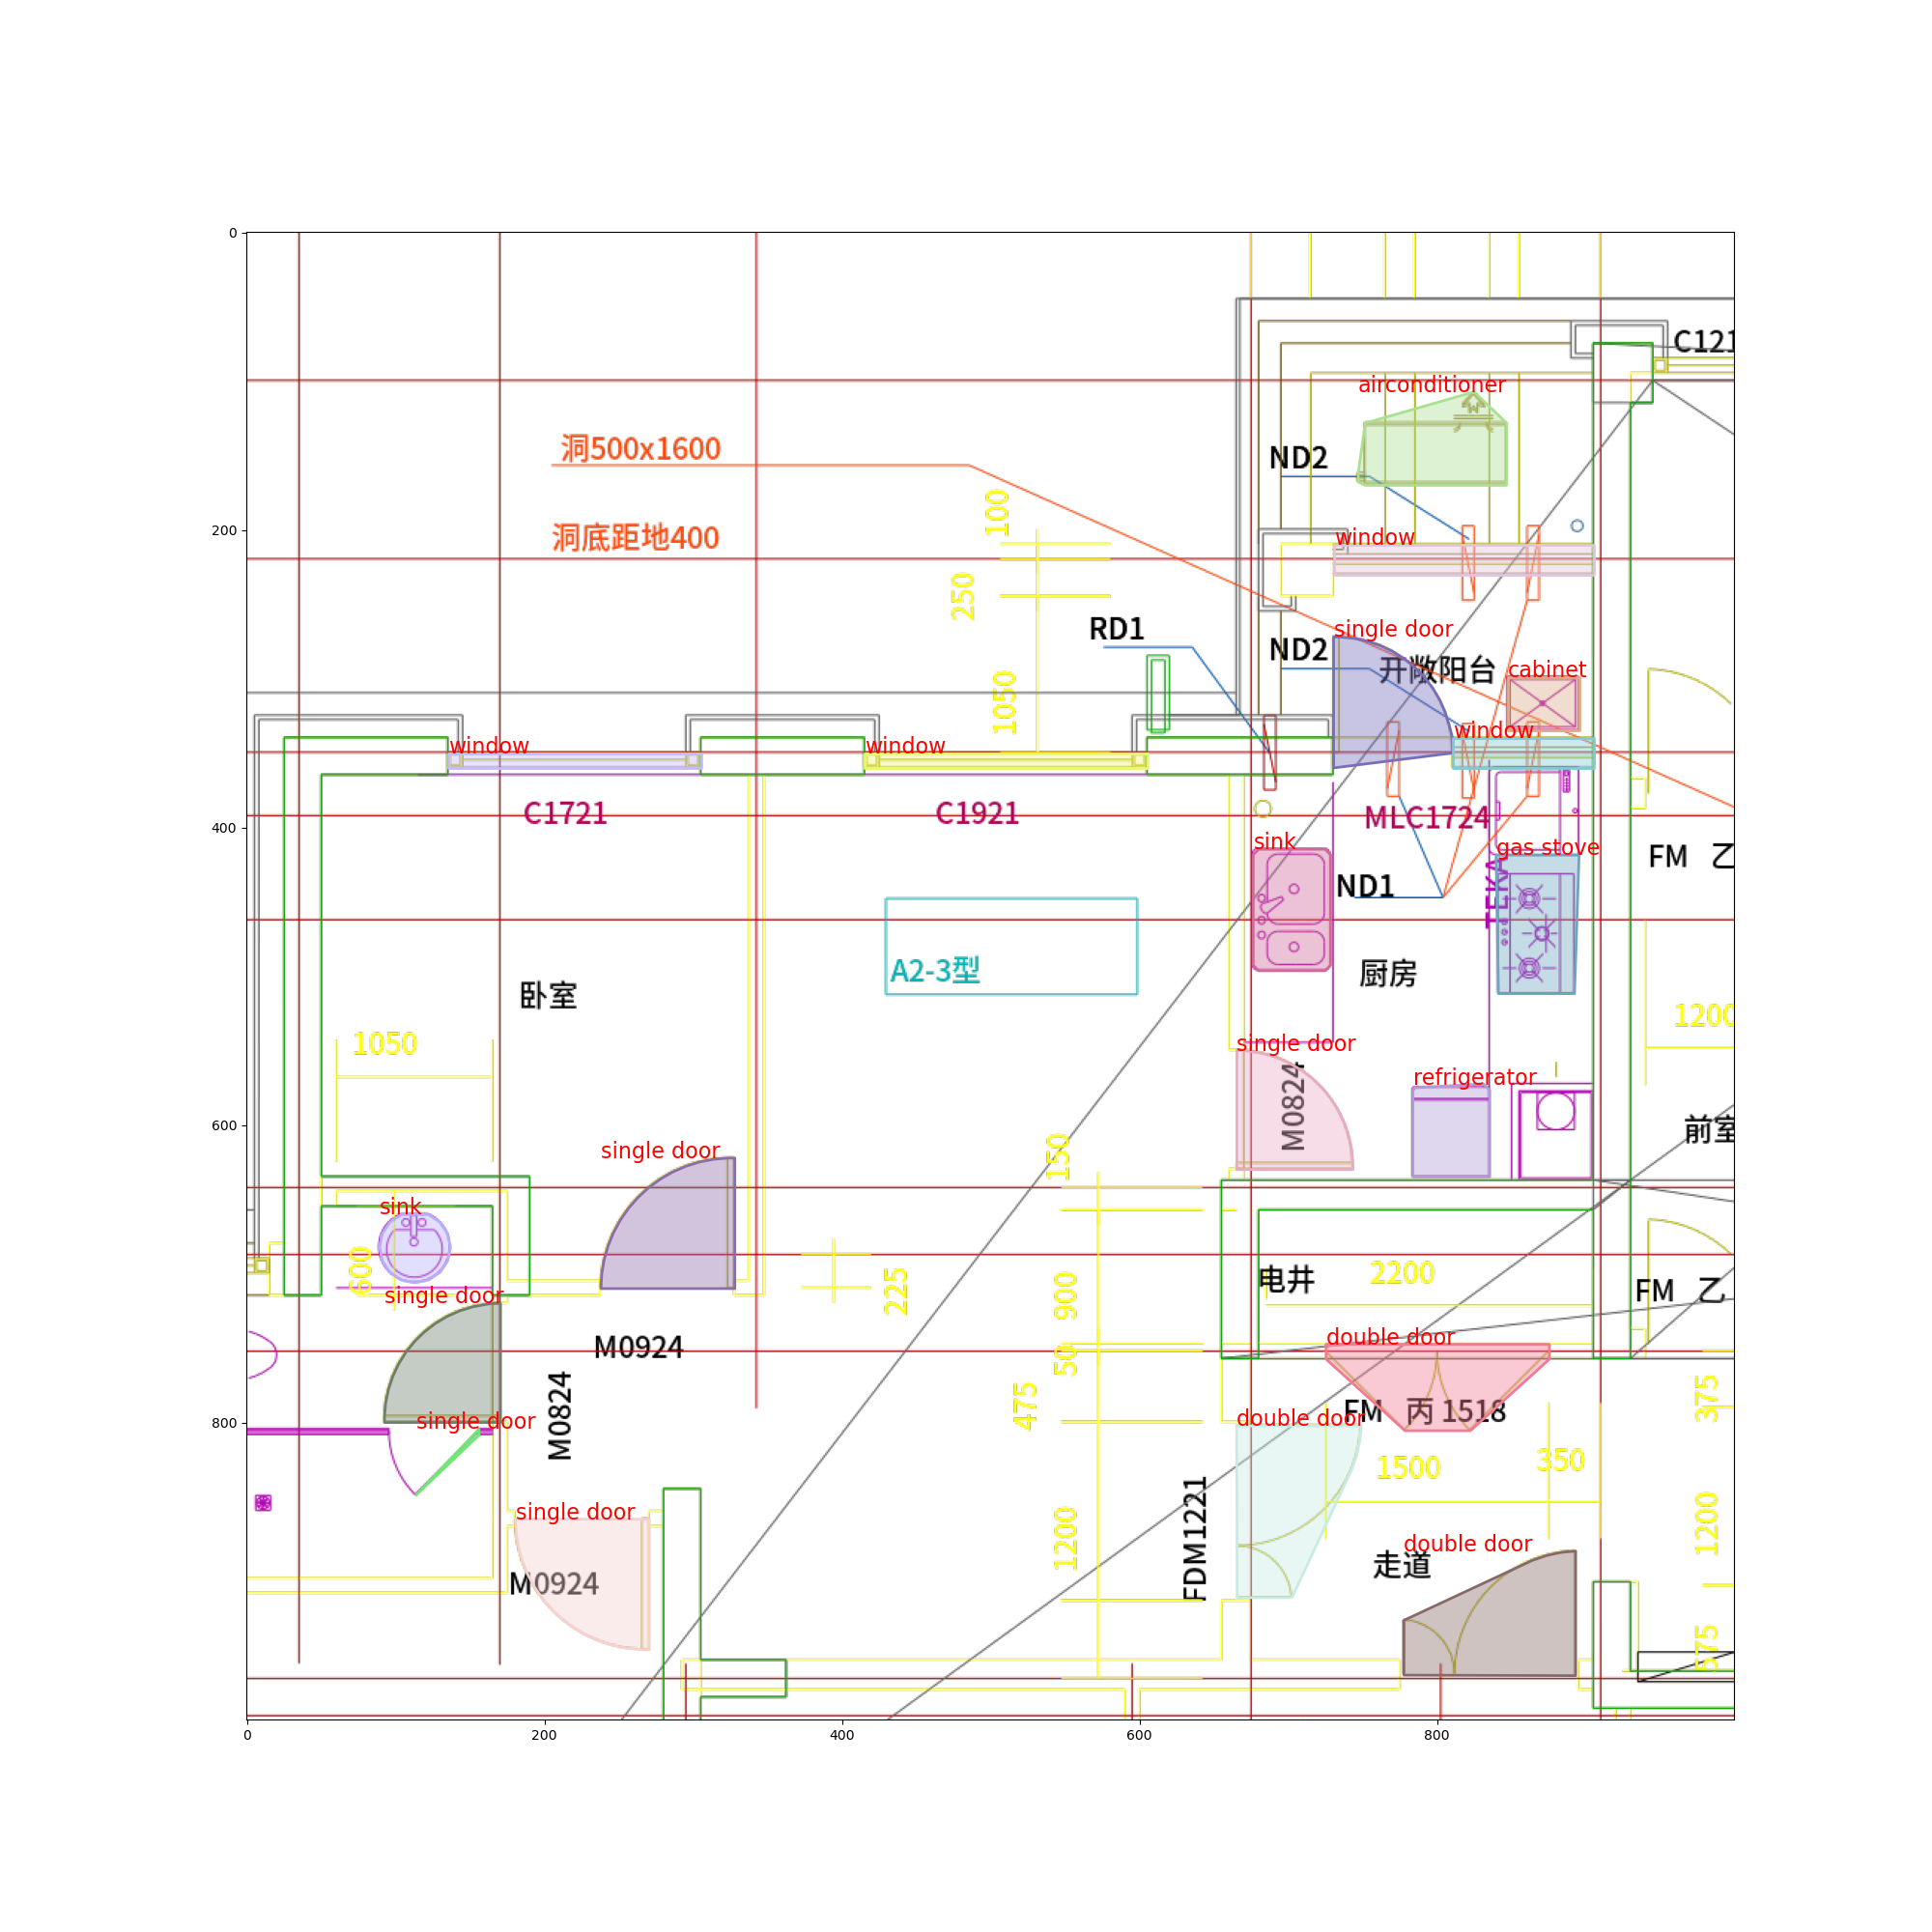 0
C121
airconditioner
洞500x1600
ND2
100
200
洞底距地400
window
250
RD1
single door
ND2
开敞阳台
1050
cabinet
window
window
window
400
C1721
C1921
MLC1724
sink
gas stove
FM 乙
ND1
TEKA
A2-3型
厨房
卧室
1200
1050
single door
refrigerator
M0824
600
前室
150
single door
sink
600
电井
2200
225
900
FM 乙
single door
double door
M0924
50
475
375
M0824
FM 丙 1518
800
single door
double door
1500
350
single door
1200
FDM1221
1200
double door
走道
M0924
575
0
200
400
600
800